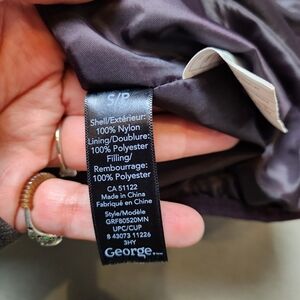 S/P
Shell/Extérieur:
100% Nylon
Lining/Doublure:
100% Polyester
Filling/
Rembourrage:
100% Polyester
CA 51122
Made in China
Fabriqué en Chine
Style/Modèle
GRF80520MN
UPC/CUP
8 43073 11226
3HY
George